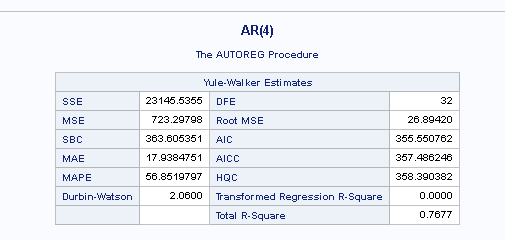 AR(4)
The AUTOREG Procedure
Yule-Walker Estimates
SSE 23145.5355 DFE 32
MSE 723.29798 Root MSE 26.89420
SBC 363.605351 AIC 355.550762
MAE 17.9384751 AICC 357.486246
MAPE 56.8519797 HQC 358.390382
Durbin-Watson 2.0600 Transformed Regression R-Square 0.0000
Total R-Square 0.7677